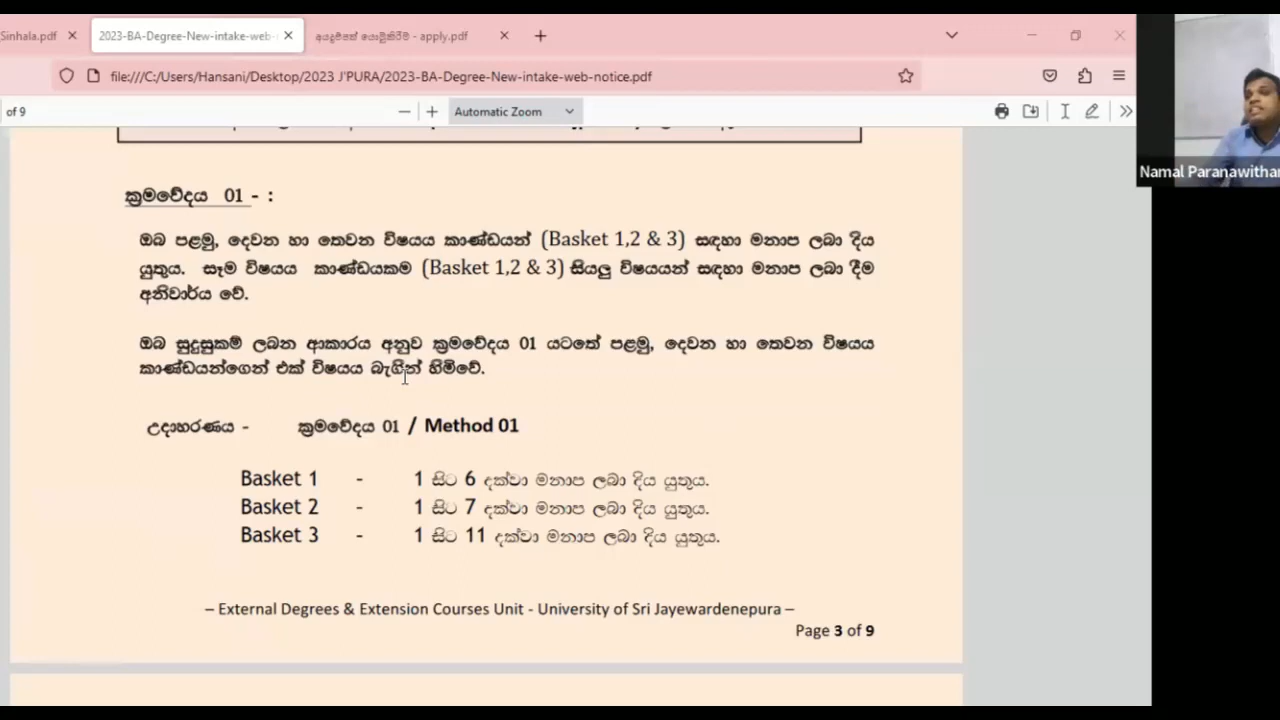 Sinhala.pdf
2023-BA-Degree-New-intake-web-
අයදුම්පත් යොමුකිරීම් - apply.pdf
file:///C:/Users/Hansani/Desktop/2023 J'PURA/2023-BA-Degree-New-intake-web-notice.pdf
of 9
Automatic Zoom
Namal Paranawithan
ක්‍රමවේදය 01 - :
ඔබ පළමු, දෙවන හා තෙවන විෂයය කාණ්ඩයන් (Basket 1,2 & 3) සඳහා මනාප ලබා දිය
යුතුය. සෑම විෂයය කාණ්ඩයකම (Basket 1,2 & 3) සියලු විෂයයන් සඳහා මනාප ලබා දීම
අනිවාර්ය වේ.
ඔබ සුදුසුකම් ලබන ආකාරය අනුව ක්‍රමවේදය 01 යටතේ පළමු, දෙවන හා තෙවන විෂයය
කාණ්ඩයන්ගෙන් එක් විෂයය බැගින් හිමිවේ.
උදාහරණය - ක්‍රමවේදය 01 / Method 01
Basket 1 - 1 සිට 6 දක්වා මනාප ලබා දිය යුතුය.
Basket 2 - 1 සිට 7 දක්වා මනාප ලබා දිය යුතුය.
Basket 3 - 1 සිට 11 දක්වා මනාප ලබා දිය යුතුය.
– External Degrees & Extension Courses Unit - University of Sri Jayewardenepura –
Page 3 of 9